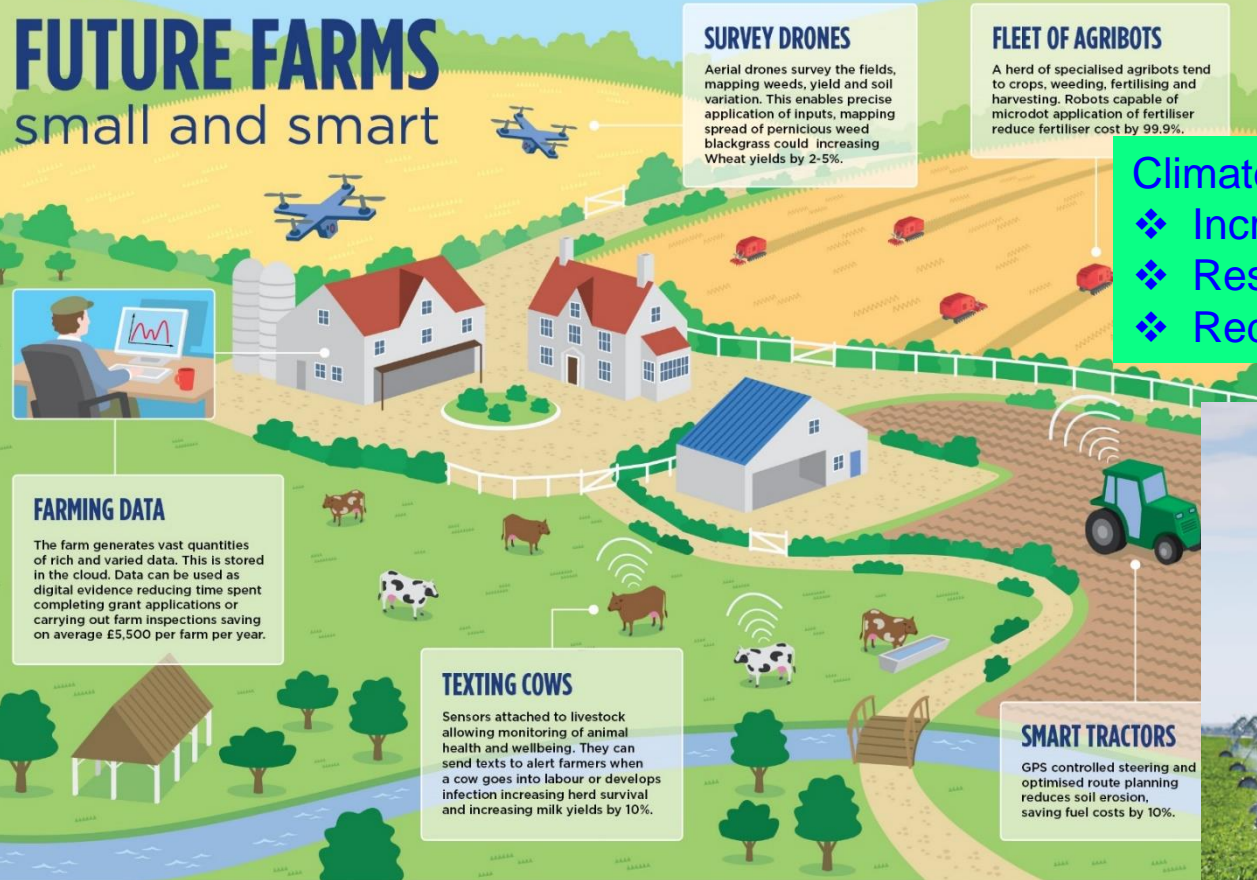 FUTURE FARMS
small and smart
SURVEY DRONES
Aerial drones survey the fields,
mapping weeds, yield and soil
variation. This enables precise
application of inputs, mapping
spread of pernicious weed
blackgrass could increasing
Wheat yields by 2-5%.
FLEET OF AGRIBOTS
A herd of specialised agribots tend
to crops, weeding, fertilising and
harvesting. Robots capable of
microdot application of fertiliser
reduce fertiliser cost by 99.9%.
FARMING DATA
The farm generates vast quantities
of rich and varied data. This is stored
in the cloud. Data can be used as
digital evidence reducing time spent
completing grant applications or
carrying out farm inspections saving
on average £5,500 per farm per year.
TEXTING COWS
Sensors attached to livestock
allowing monitoring of animal
health and wellbeing. They can
send texts to alert farmers when
a cow goes into labour or develops
infection increasing herd survival
and increasing milk yields by 10%.
SMART TRACTORS
GPS controlled steering and
optimised route planning
reduces soil erosion,
saving fuel costs by 10%.